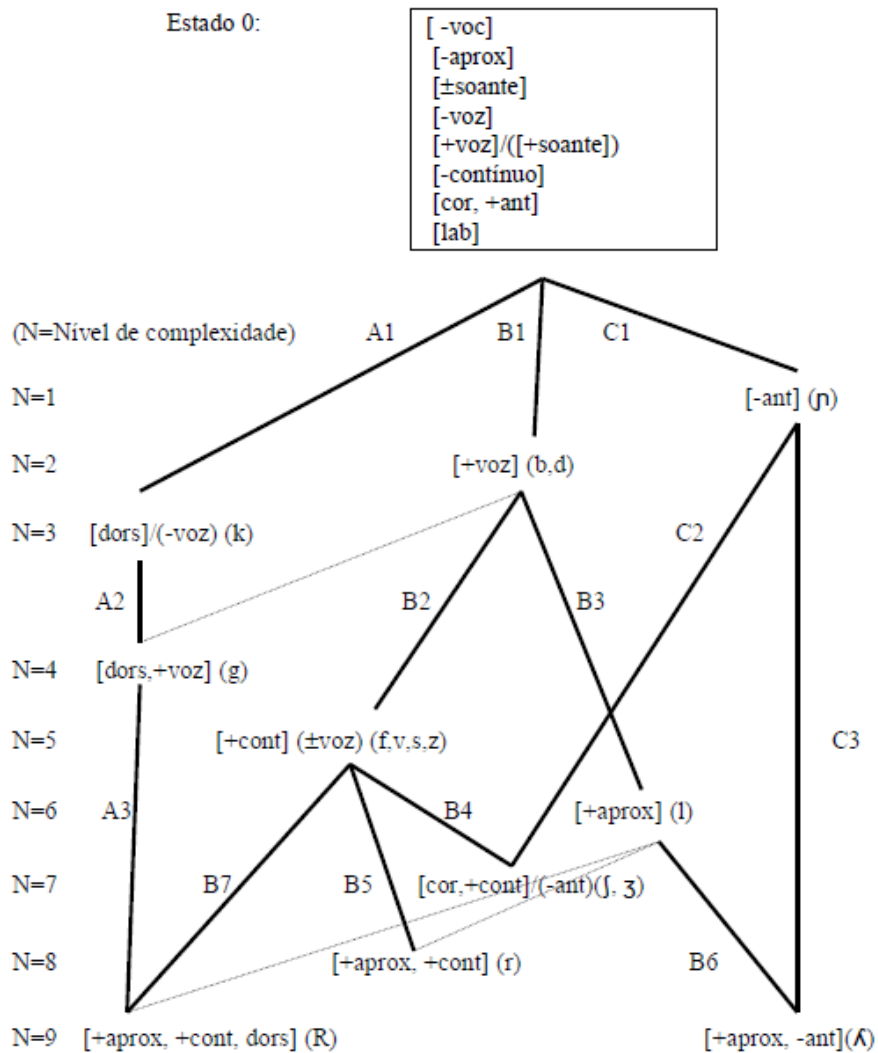 Estado 0:
[ -voc]
[-aprox]
[±soante]
[-voz]
[+voz]/([+soante])
[-contínuo]
[cor, +ant]
[lab]
(N=Nível de complexidade) A1 B1 C1
N=1 [-ant] (ɲ)
N=2 [+voz] (b,d)
N=3 [dors]/(-voz) (k) C2
A2 B2 B3
N=4 [dors,+voz] (g)
N=5 [+cont] (±voz) (f,v,s,z) C3
N=6 A3 B4 [+aprox] (l)
N=7 B7 B5 [cor,+cont]/(-ant)(ʃ, ʒ)
N=8 [+aprox, +cont] (r) B6
N=9 [+aprox, +cont, dors] (R) [+aprox, -ant](ʎ)